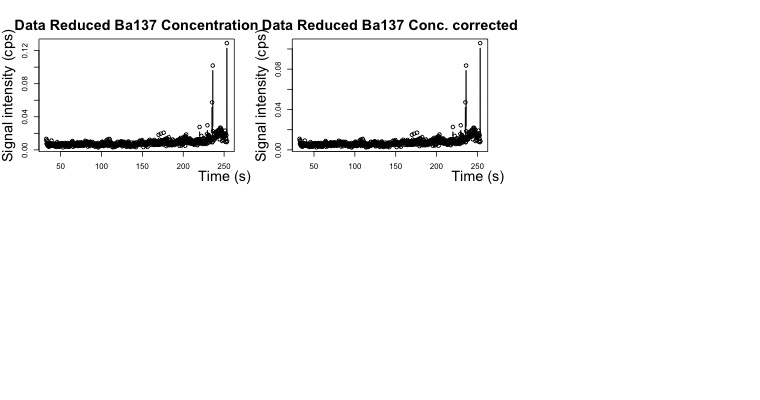 Data Reduced Ba137 Concentration
Signal intensity (cps)
0.12
0.08
0.04
0.00
50 100 150 200 250
Time (s)
Data Reduced Ba137 Conc. corrected
Signal intensity (cps)
0.08
0.04
0.00
50 100 150 200 250
Time (s)